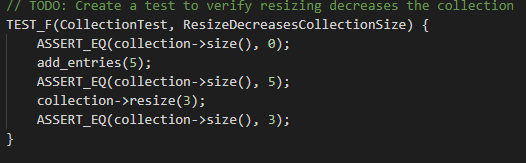 // TODO: Create a test to verify resizing decreases the collection
TEST_F(CollectionTest, ResizeDecreasesCollectionSize) {
    ASSERT_EQ(collection->size(), 0);
    add_entries(5);
    ASSERT_EQ(collection->size(), 5);
    collection->resize(3);
    ASSERT_EQ(collection->size(), 3);
}